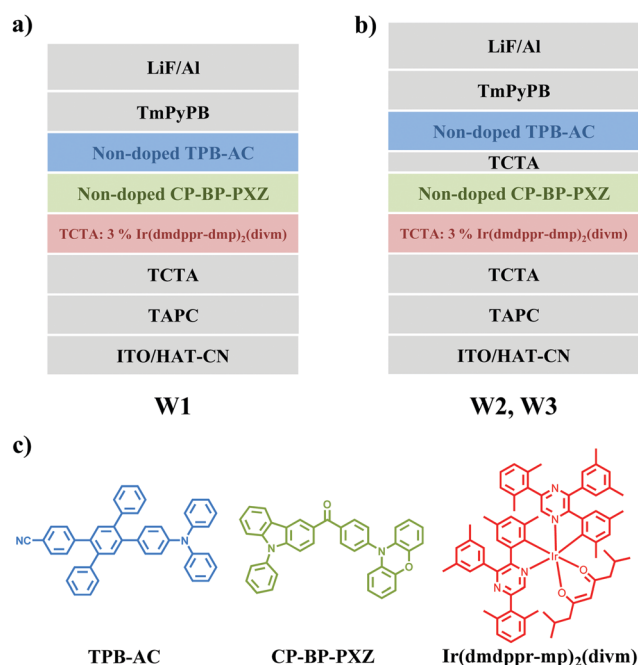 a)
LiF/Al
TmPyPB
Non-doped TPB-AC
Non-doped CP-BP-PXZ
TCTA: 3 % Ir(dmdppr-dmp)₂(divm)
TCTA
TAPC
ITO/HAT-CN
W1
b)
LiF/Al
TmPyPB
Non-doped TPB-AC
TCTA
Non-doped CP-BP-PXZ
TCTA: 3 % Ir(dmdppr-dmp)₂(divm)
TCTA
TAPC
ITO/HAT-CN
W2, W3
c)
NC
N
TPB-AC
N
O
N
O
CP-BP-PXZ
N
N
Ir
N
N
O
O
Ir(dmdppr-mp)₂(divm)